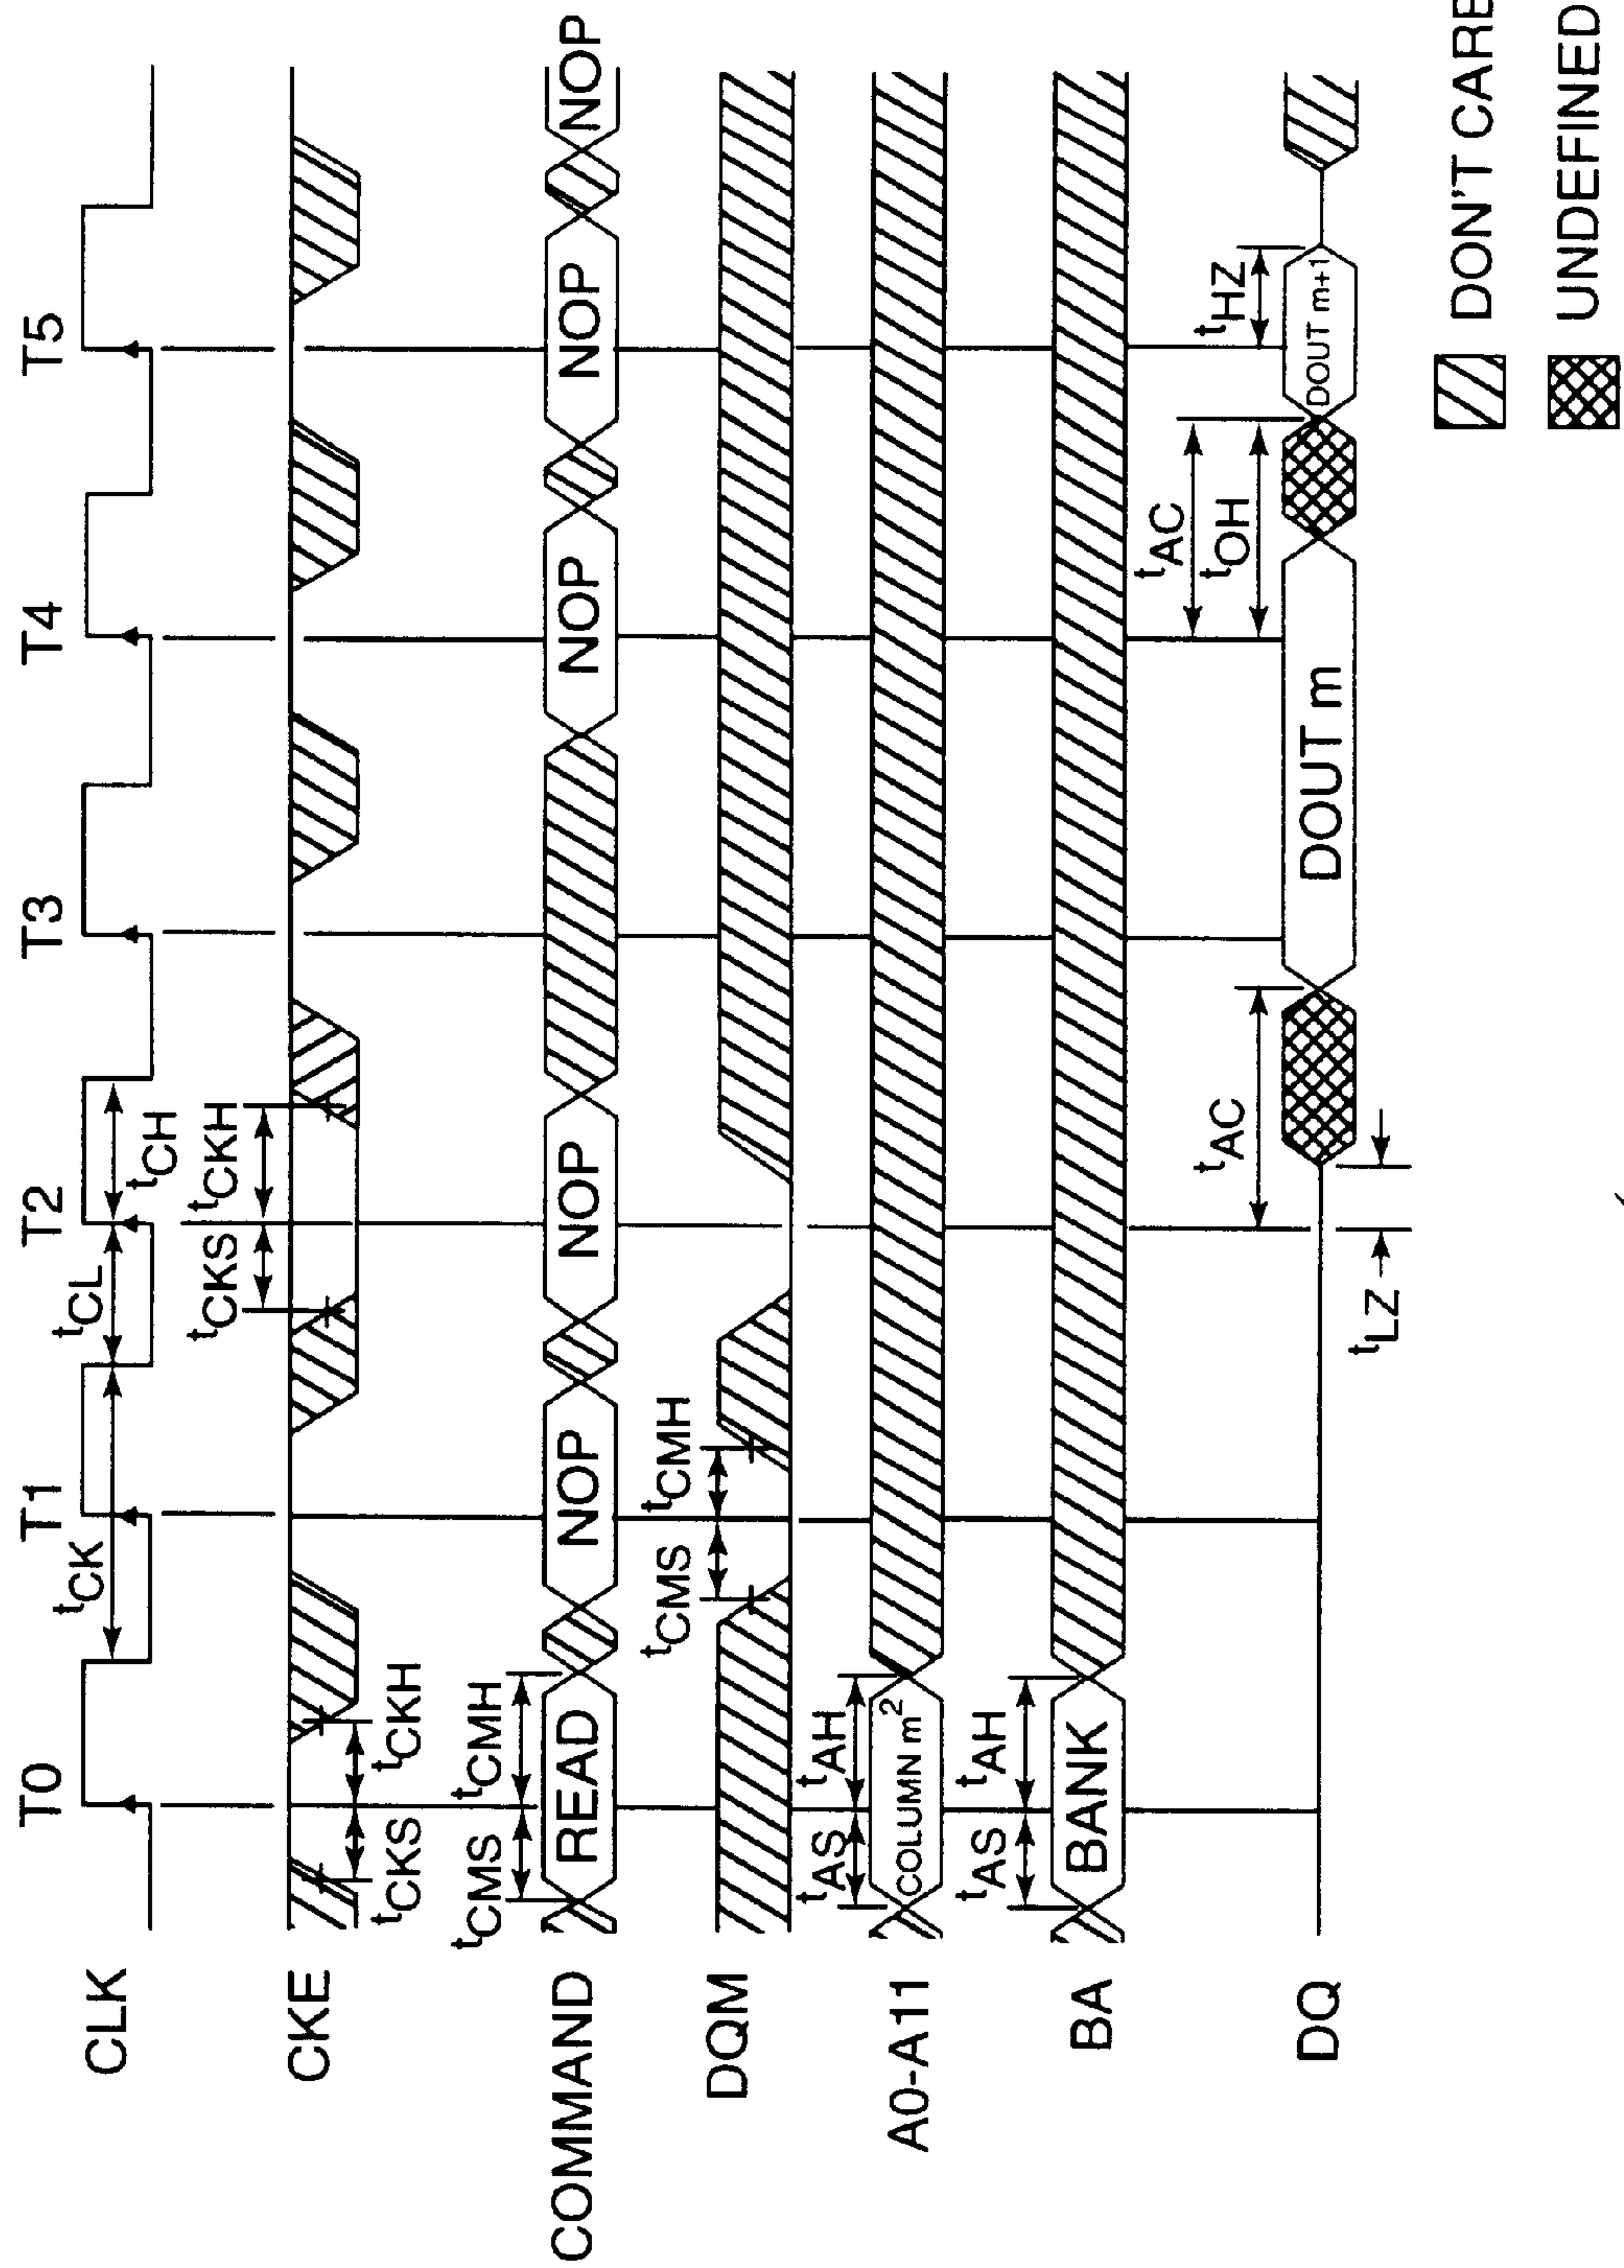 T0 T1 T2 T3 T4 T5
CLK
tCK tCL tCH
CKE
tCKS tCKH tCKS tCKH
tCMS tCMH
COMMAND
READ NOP NOP NOP NOP NOP
tCMS tCMH
DQM
tAS tAH
A0-A11
COLUMN m2
tAS tAH
BA
BANK
tAC tAC
tOH tHZ
DQ
DOUT m DOUT m+1
tLZ
DON'T CARE
UNDEFINED